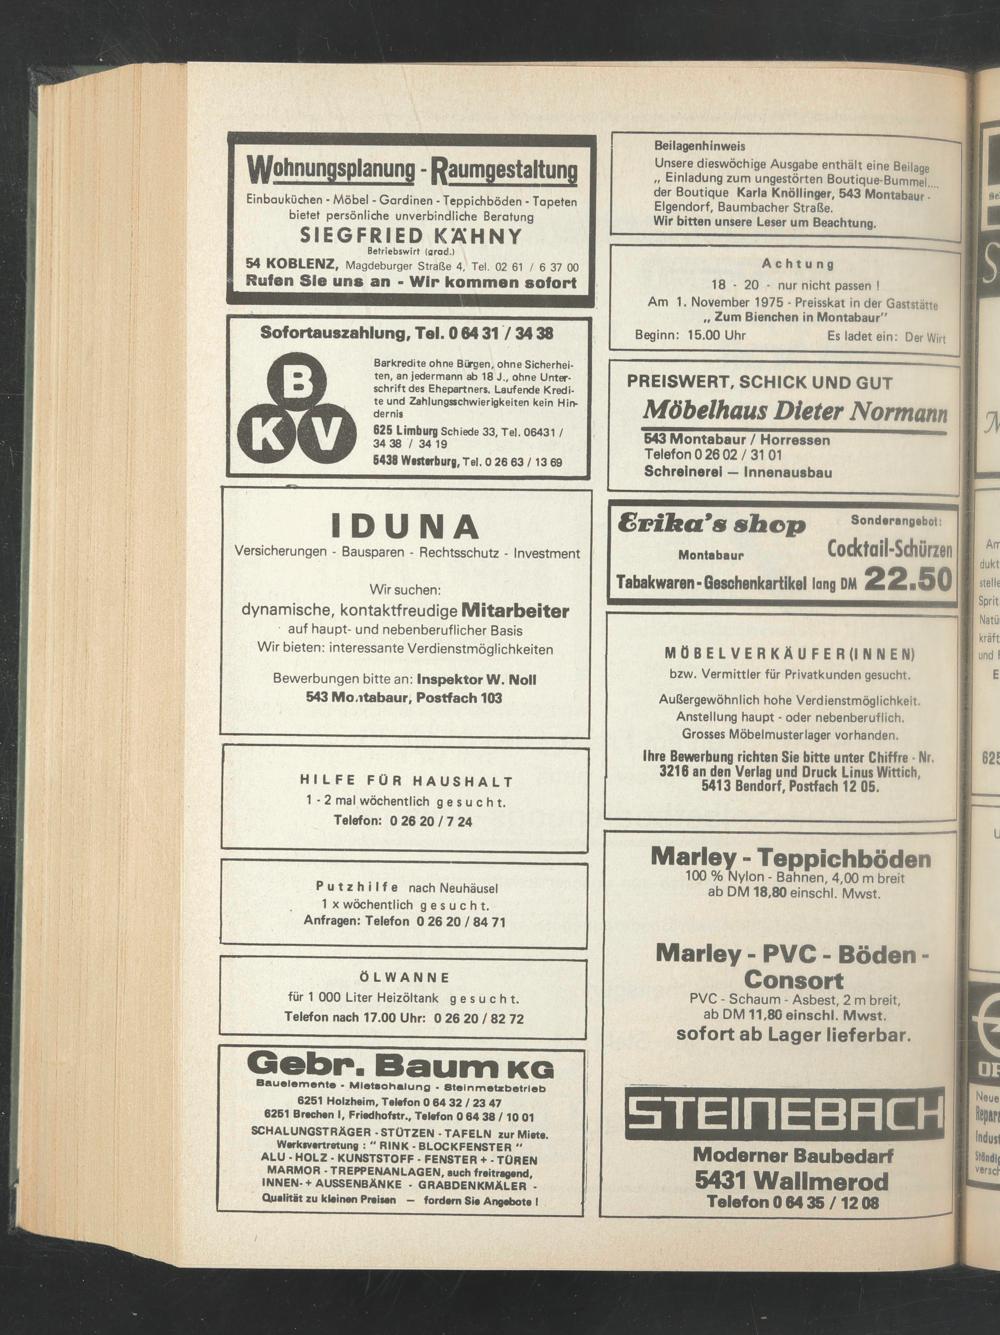 Wohnungsplanung - Raumgestaltung
Einbauküchen - Möbel - Gardinen - Teppichböden - Tapeten
bietet persönliche unverbindliche Beratung
SIEGFRIED KÄHNY
Betriebswirt (grad.)
54 KOBLENZ, Magdeburger Straße 4, Tel. 02 61 / 6 37 00
Rufen Sie uns an - Wir kommen sofort
Sofortauszahlung, Tel. 0 64 31 / 34 38
B
K V
Barkredite ohne Bürgen, ohne Sicherhei-
ten, an jedermann ab 18 J., ohne Unter-
schrift des Ehepartners. Laufende Kredi-
te und Zahlungsschwierigkeiten kein Hin-
dernis
625 Limburg Schiede 33, Tel. 06431 /
34 38 / 34 19
5438 Westerburg, Tel. 0 26 63 / 13 69
IDUNA
Versicherungen - Bausparen - Rechtsschutz - Investment
Wir suchen:
dynamische, kontaktfreudige Mitarbeiter
auf haupt- und nebenberuflicher Basis
Wir bieten: interessante Verdienstmöglichkeiten
Bewerbungen bitte an: Inspektor W. Noll
543 Montabaur, Postfach 103
HILFE FÜR HAUSHALT
1 - 2 mal wöchentlich gesucht.
Telefon: 0 26 20 / 7 24
Putzhilfe nach Neuhäusel
1 x wöchentlich gesucht.
Anfragen: Telefon 0 26 20 / 84 71
ÖLWANNE
für 1 000 Liter Heizöltank gesucht.
Telefon nach 17.00 Uhr: 0 26 20 / 82 72
Gebr. Baum KG
Bauelemente - Mietschalung - Steinmetzbetrieb
6251 Holzheim, Telefon 0 64 32 / 23 47
6251 Brechen I, Friedhofstr., Telefon 0 64 38 / 10 01
SCHALUNGSTRÄGER - STÜTZEN - TAFELN zur Miete.
Werksvertretung : " RINK - BLOCKFENSTER "
ALU - HOLZ - KUNSTSTOFF - FENSTER + - TÜREN
MARMOR - TREPPENANLAGEN, auch freitragend,
INNEN- + AUSSENBÄNKE - GRABDENKMÄLER -
Qualität zu kleinen Preisen — fordern Sie Angebote !
Beilagenhinweis
Unsere dieswöchige Ausgabe enthält eine Beilage
,, Einladung zum ungestörten Boutique-Bummel....
der Boutique Karla Knöllinger, 543 Montabaur -
Elgendorf, Baumbacher Straße.
Wir bitten unsere Leser um Beachtung.
Achtung
18 - 20 - nur nicht passen !
Am 1. November 1975 - Preisskat in der Gaststätte
,, Zum Bienchen in Montabaur"
Beginn: 15.00 Uhr Es ladet ein: Der Wirt
PREISWERT, SCHICK UND GUT
Möbelhaus Dieter Normann
543 Montabaur / Horressen
Telefon 0 26 02 / 31 01
Schreinerei — Innenausbau
Erika's shop Sonderangebot:
Montabaur Cocktail-Schürzen
Tabakwaren - Geschenkartikel lang DM 22.50
MÖBELVERKÄUFER(INNEN)
bzw. Vermittler für Privatkunden gesucht.
Außergewöhnlich hohe Verdienstmöglichkeit.
Anstellung haupt - oder nebenberuflich.
Grosses Möbelmusterlager vorhanden.
Ihre Bewerbung richten Sie bitte unter Chiffre - Nr.
3216 an den Verlag und Druck Linus Wittich,
5413 Bendorf, Postfach 12 05.
Marley - Teppichböden
100 % Nylon - Bahnen, 4,00 m breit
ab DM 18,80 einschl. Mwst.
Marley - PVC - Böden -
Consort
PVC - Schaum - Asbest, 2 m breit,
ab DM 11,80 einschl. Mwst.
sofort ab Lager lieferbar.
STEINEBACH
Moderner Baubedarf
5431 Wallmerod
Telefon 0 64 35 / 12 08